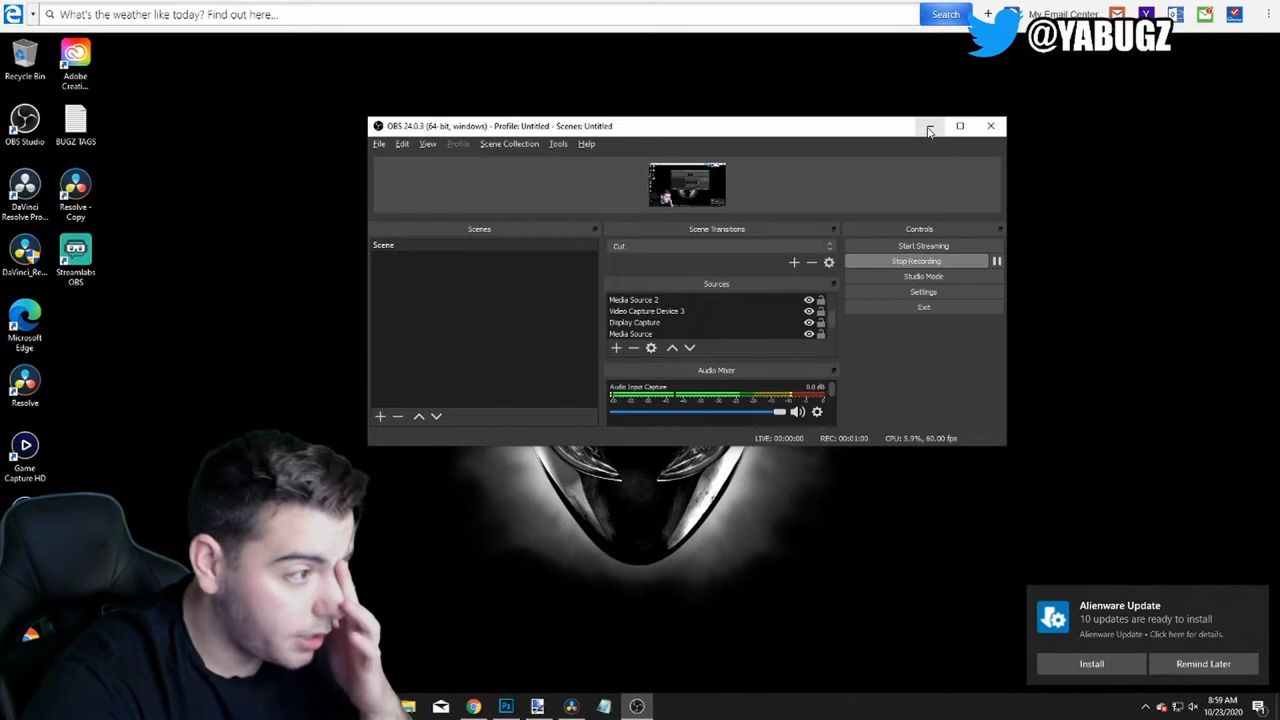 What's the weather like today? Find out here...
Search
My Email Center
@YABUGZ
Recycle Bin
Adobe
Creati...
OBS Studio
BUGZ TAGS
DaVinci
Resolve Pro...
Resolve -
Copy
DaVinci_Re...
Streamlabs
OBS
Microsoft
Edge
Resolve
Game
Capture HD
OBS 24.0.3 (64-bit, windows) - Profile: Untitled - Scenes: Untitled
File Edit View Profile Scene Collection Tools Help
Scenes
Scene Transitions
Controls
Scene
Cut
Start Streaming
Stop Recording
Studio Mode
Settings
Exit
Sources
Media Source 2
Video Capture Device 3
Display Capture
Media Source
Audio Mixer
Audio Input Capture 0.0 dB
LIVE: 00:00:00 REC: 00:01:00 CPU: 5.9%, 60.00 fps
Alienware Update
10 updates are ready to install
Alienware Update • Click here for details.
Install
Remind Later
8:59 AM
10/23/2020